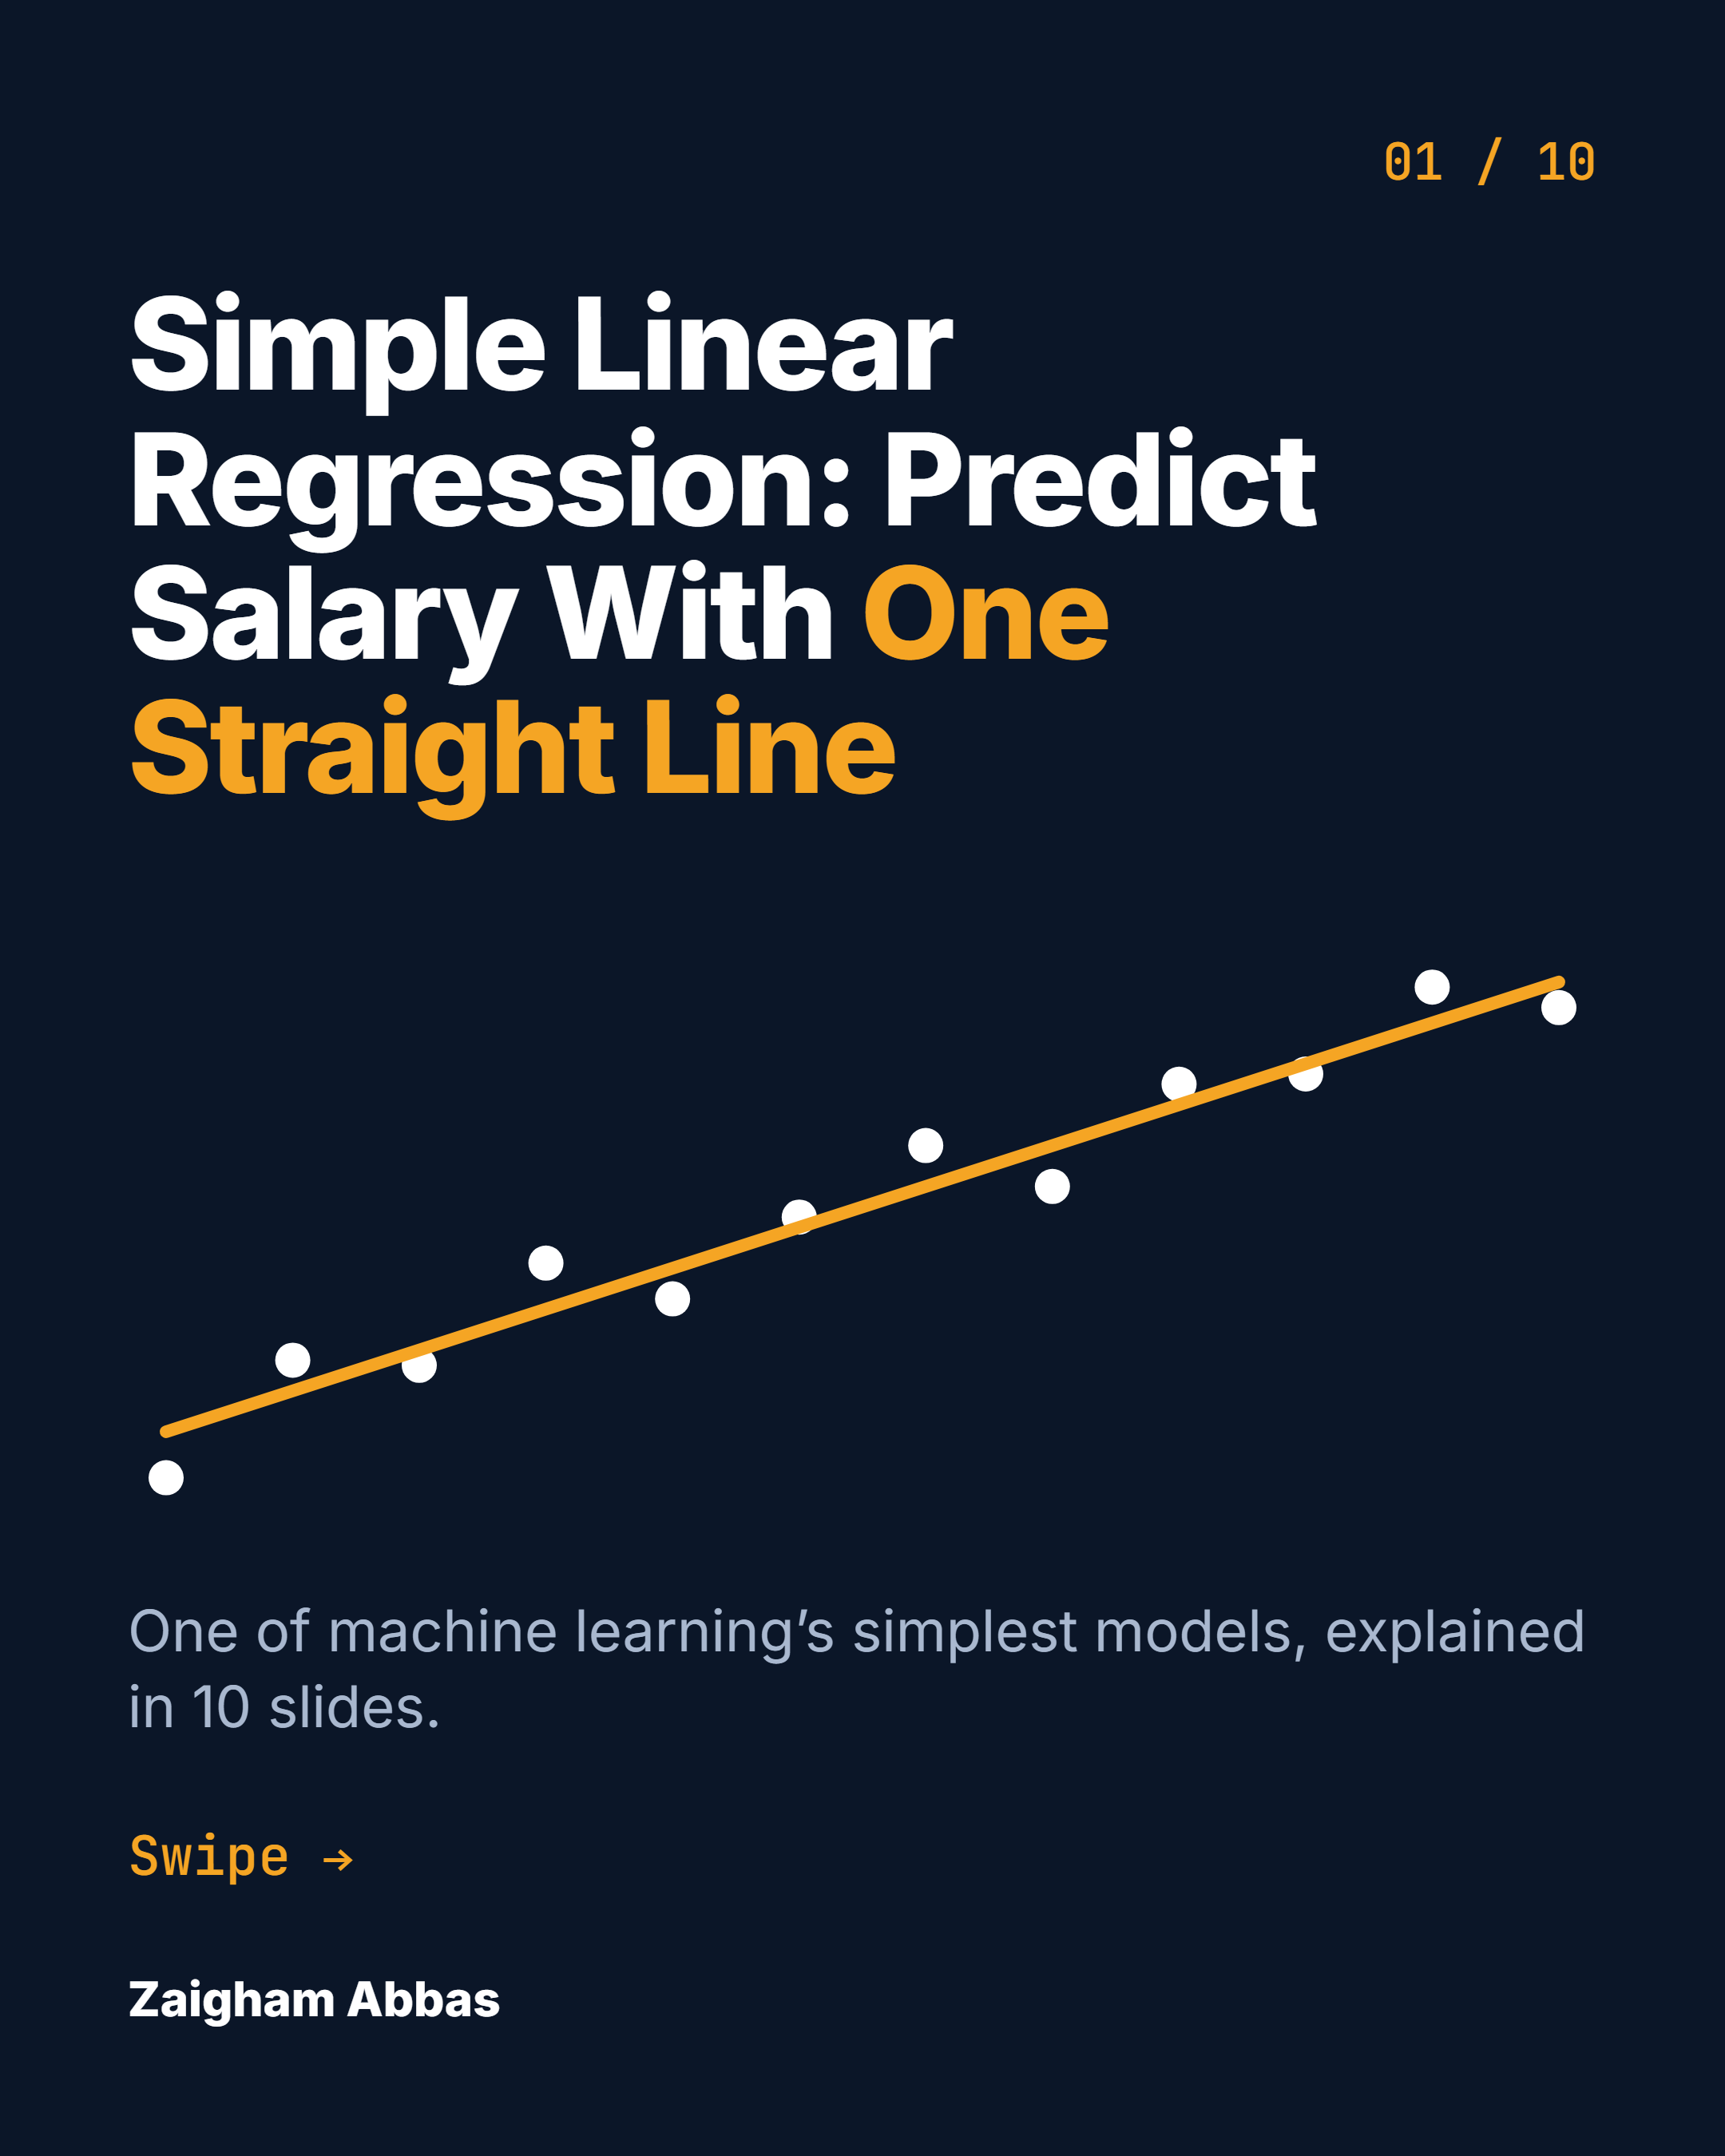 01 / 10
Simple Linear
Regression: Predict
Salary With One
Straight Line
One of machine learning’s simplest models, explained
in 10 slides.
Swipe →
Zaigham Abbas